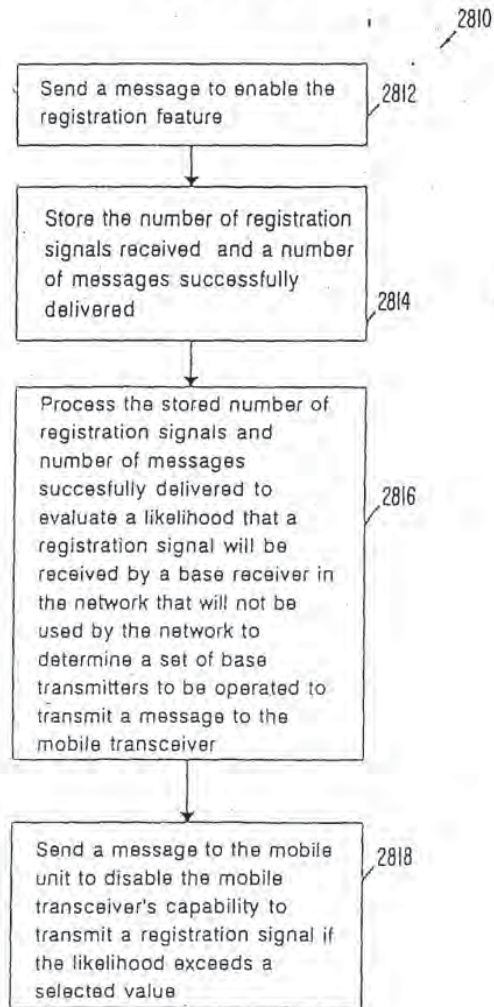 2810
Send a message to enable the
registration feature
2812
Store the number of registration
signals received and a number
of messages successfully
delivered
2814
Process the stored number of
registration signals and
number of messages
succesfully delivered to
evaluate a likelihood that a
registration signal will be
received by a base receiver in
the network that will not be
used by the network to
determine a set of base
transmitters to be operated to
transmit a message to the
mobile transceiver
2816
Send a message to the mobile
unit to disable the mobile
transceiver's capability to
transmit a registration signal if
the likelihood exceeds a
selected value
2818